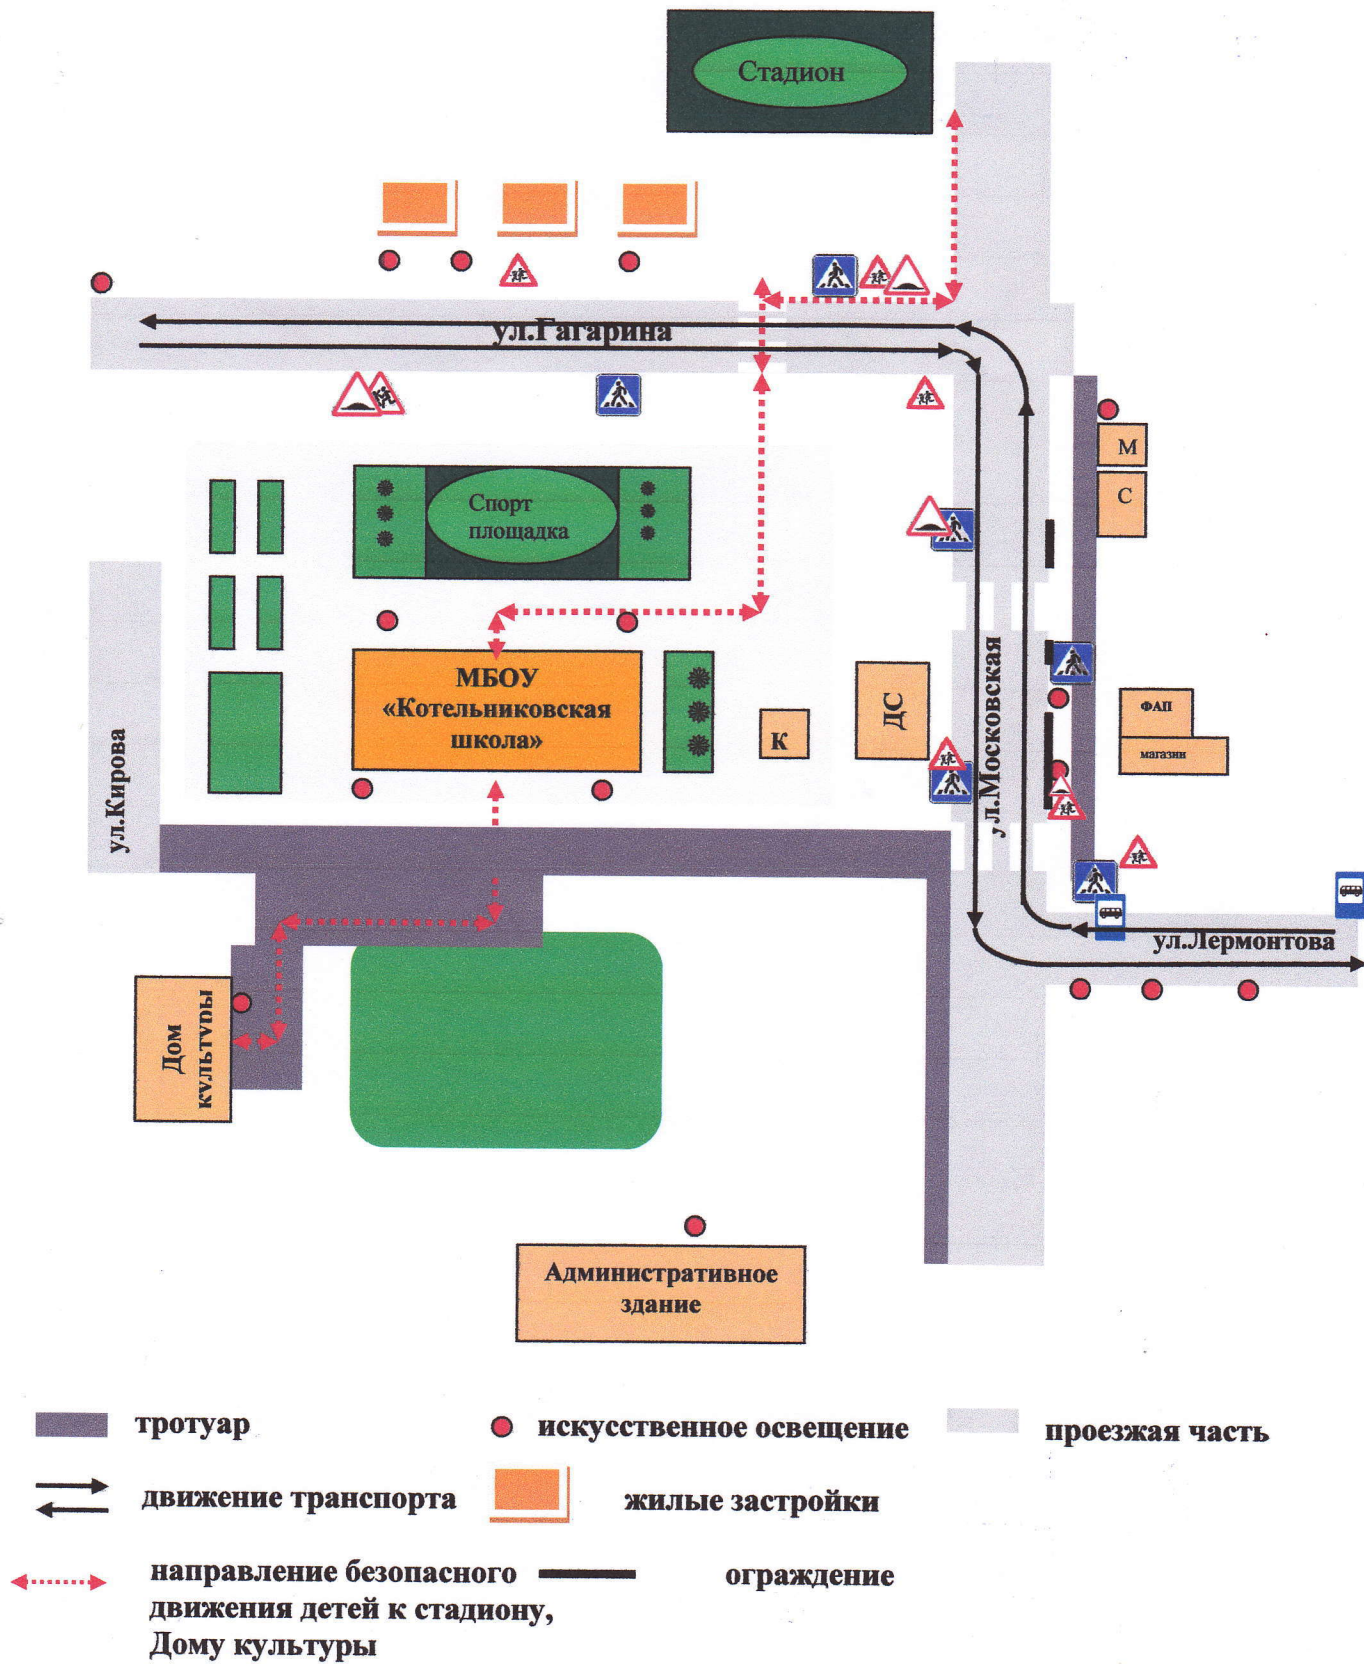 Стадион
ул.Гагарина
М
С
Спорт
площадка
МБОУ
«Котельниковская
школа»
К
ДС
ул.Московская
ФАП
магазин
ул.Кирова
ул.Лермонтова
Дом
культуры
Административное
здание
тротуар
искусственное освещение
проезжая часть
движение транспорта
жилые застройки
направление безопасного
движения детей к стадиону,
Дому культуры
ограждение